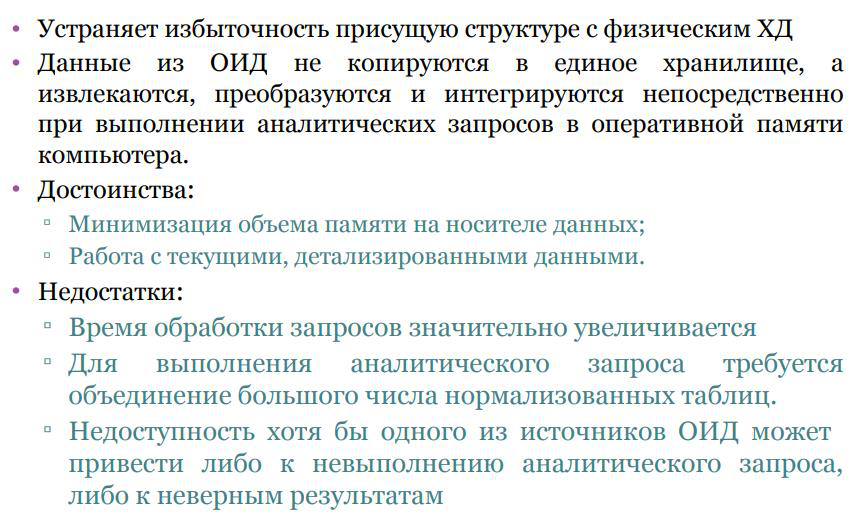 • Устраняет избыточность присущую структуре с физическим ХД
• Данные из ОИД не копируются в единое хранилище, а
извлекаются, преобразуются и интегрируются непосредственно
при выполнении аналитических запросов в оперативной памяти
компьютера.
• Достоинства:
▫ Минимизация объема памяти на носителе данных;
▫ Работа с текущими, детализированными данными.
• Недостатки:
▫ Время обработки запросов значительно увеличивается
▫ Для выполнения аналитического запроса требуется
объединение большого числа нормализованных таблиц.
▫ Недоступность хотя бы одного из источников ОИД может
привести либо к невыполнению аналитического запроса,
либо к неверным результатам